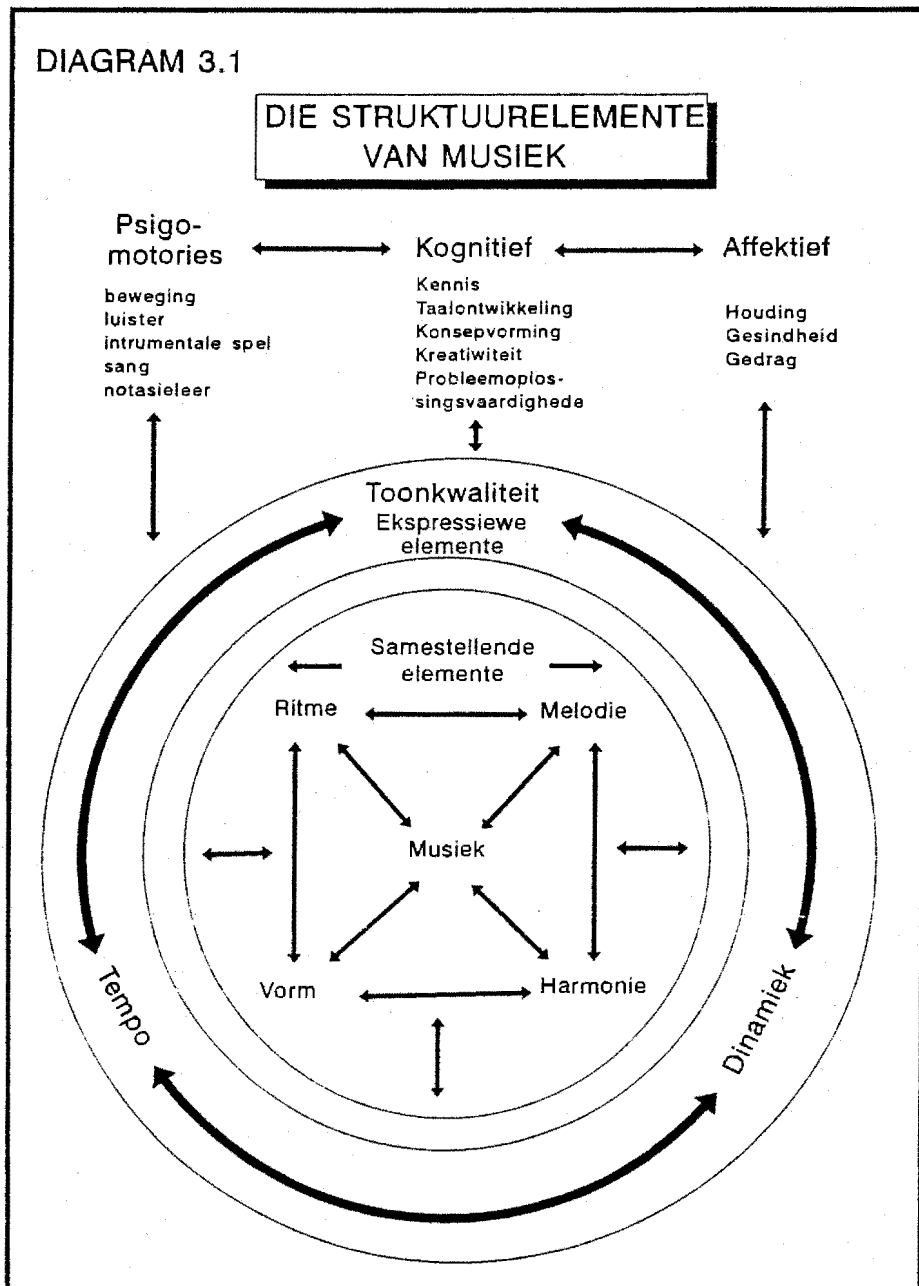 DIAGRAM 3.1
DIE STRUKTUURELEMENTE
VAN MUSIEK
Psigo-
motories
beweging
luister
intrumentale spel
sang
notasieleer
Kognitief
Kennis
Taalontwikkeling
Konsepvorming
Kreatiwiteit
Probleemoplos-
singsvaardighede
Affektief
Houding
Gesindheid
Gedrag
Toonkwaliteit
Ekspressiewe
elemente
Samestellende
elemente
Ritme
Melodie
Musiek
Vorm
Harmonie
Tempo
Dinamiek